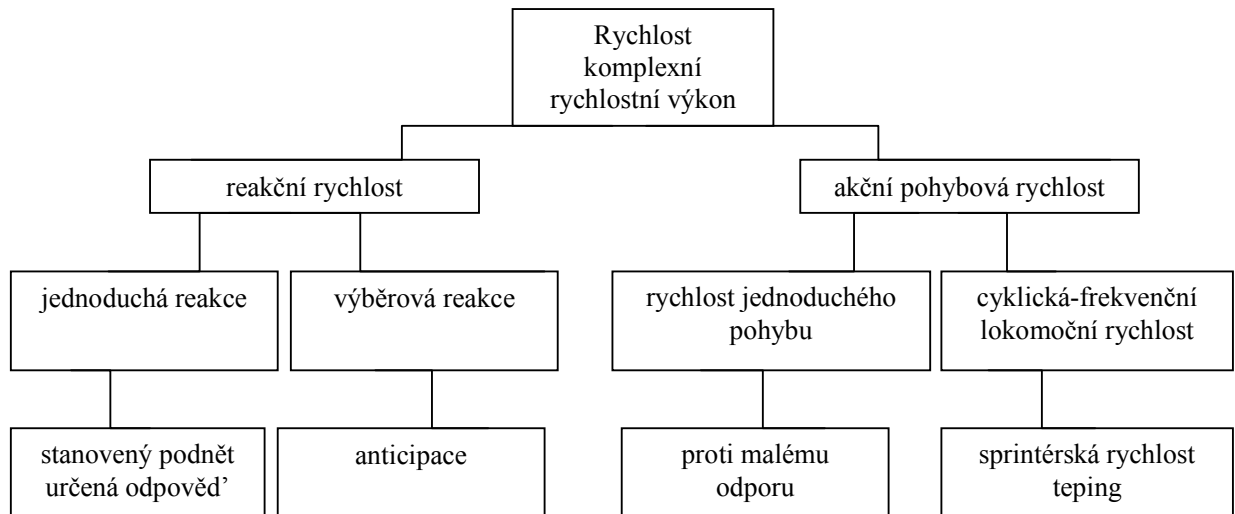 Rychlost
komplexní
rychlostní výkon
reakční rychlost
akční pohybová rychlost
jednoduchá reakce
výběrová reakce
rychlost jednoduchého
pohybu
cyklická-frekvenční
lokomoční rychlost
stanovený podnět
určená odpověd’
anticipace
proti malému
odporu
sprintérská rychlost
teping